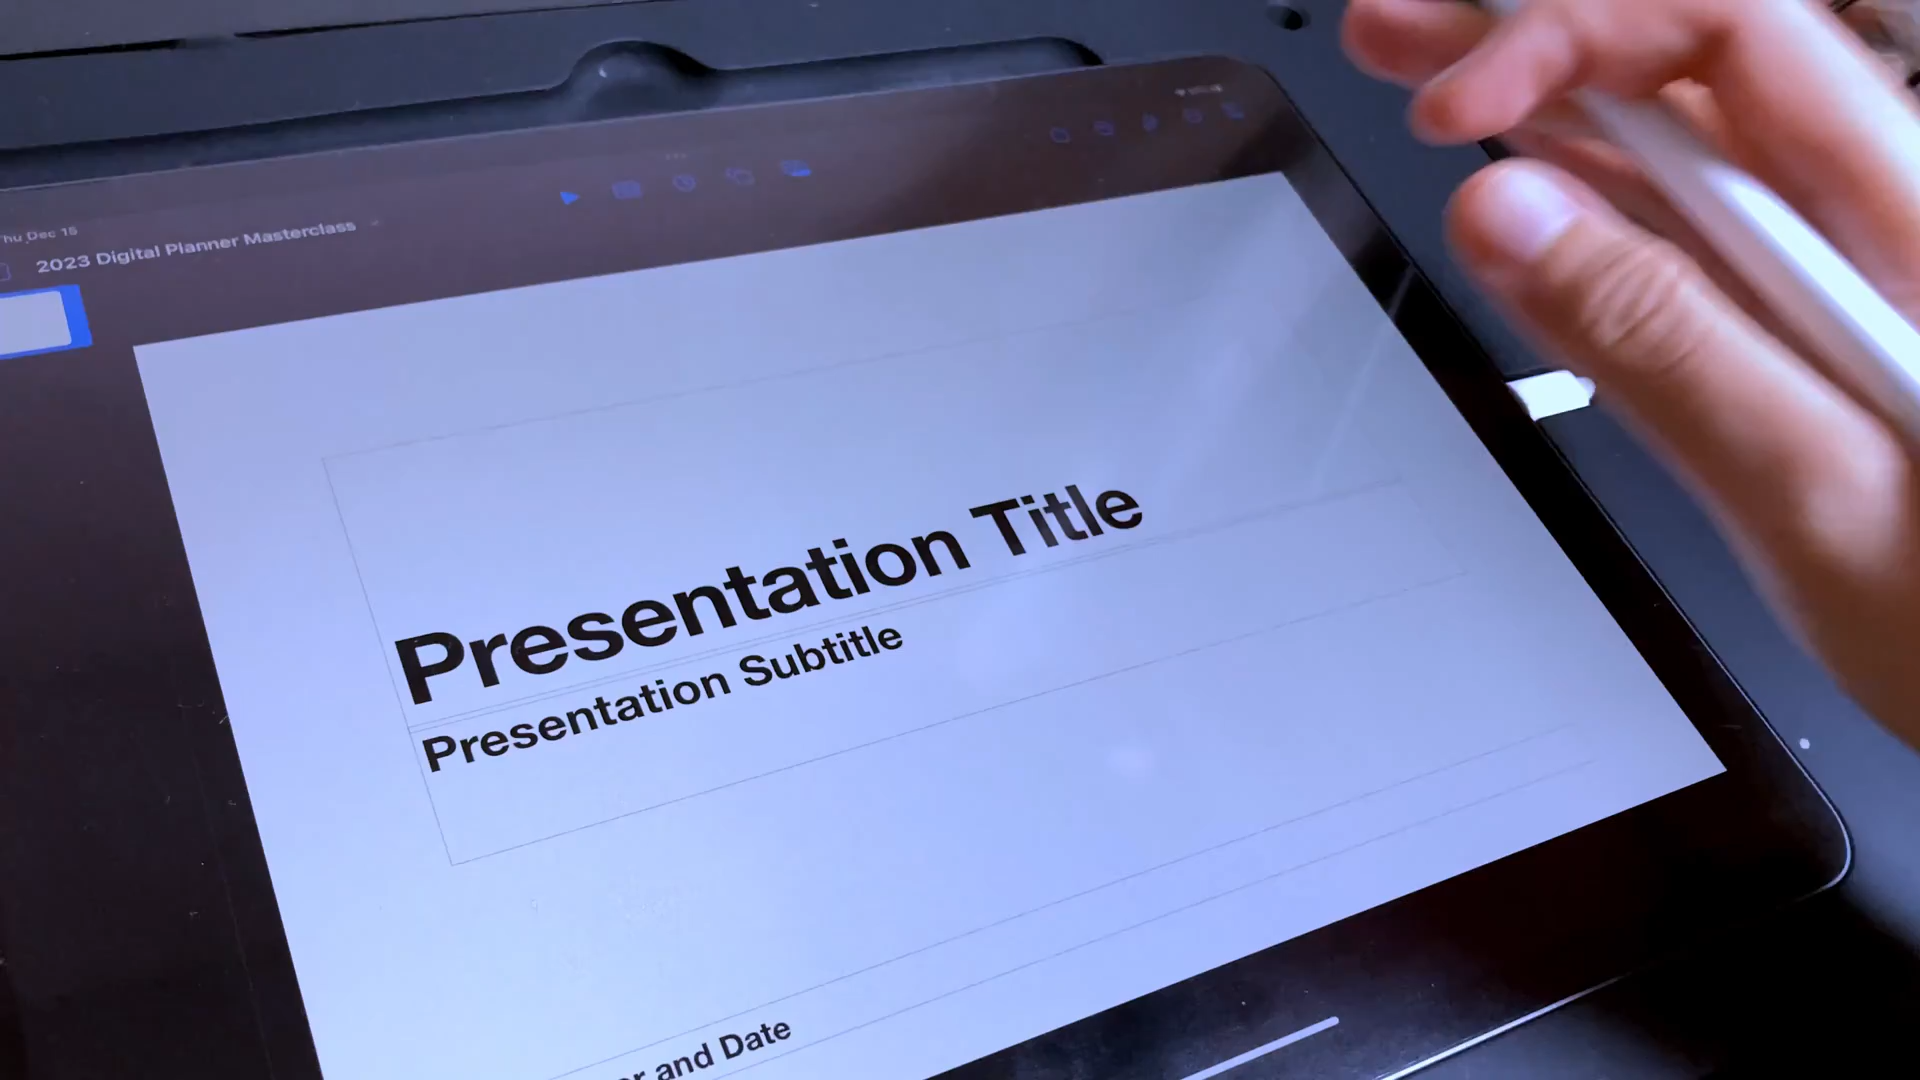 Thu Dec 15
2023 Digital Planner Masterclass
Presentation Title
Presentation Subtitle
and Date